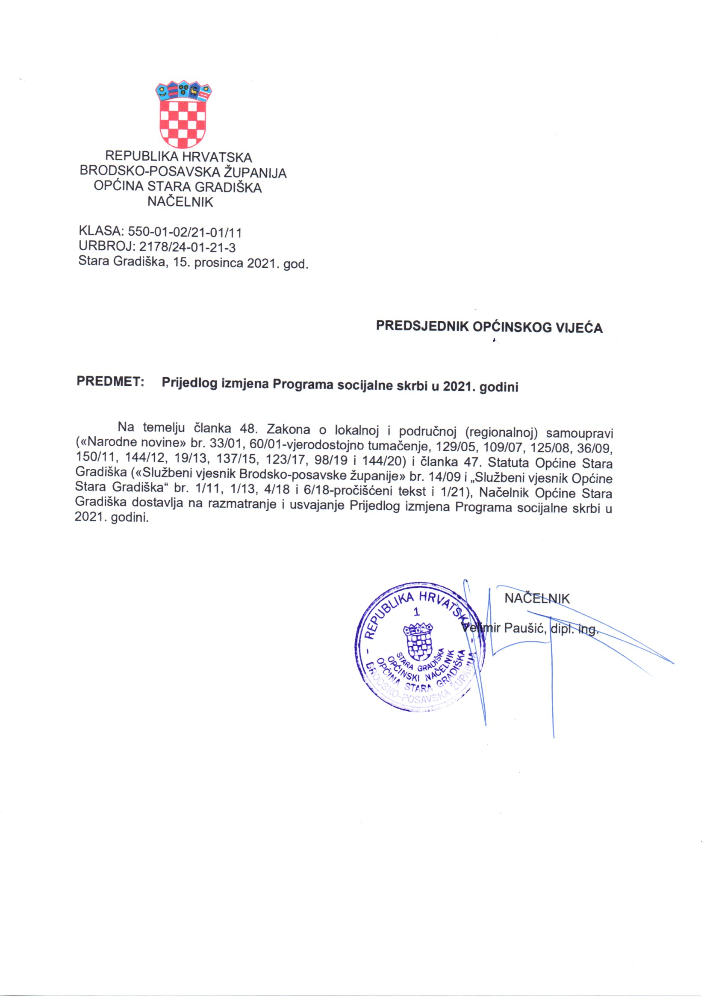 REPUBLIKA HRVATSKA
BRODSKO-POSAVSKA ŽUPANIJA
OPĆINA STARA GRADIŠKA
NAČELNIK
KLASA: 550-01-02/21-01/11
URBROJ: 2178/24-01-21-3
Stara Gradiška, 15. prosinca 2021. god.
PREDSJEDNIK OPĆINSKOG VIJEĆA
PREDMET: Prijedlog izmjena Programa socijalne skrbi u 2021. godini
Na temelju članka 48. Zakona o lokalnoj i područnoj (regionalnoj) samoupravi
(«Narodne novine» br. 33/01, 60/01-vjerodostojno tumačenje, 129/05, 109/07, 125/08, 36/09,
150/11, 144/12, 19/13, 137/15, 123/17, 98/19 i 144/20) i članka 47. Statuta Općine Stara
Gradiška («Službeni vjesnik Brodsko-posavske županije» br. 14/09 i „Službeni vjesnik Općine
Stara Gradiška“ br. 1/11, 1/13, 4/18 i 6/18-pročišćeni tekst i 1/21), Načelnik Općine Stara
Gradiška dostavlja na razmatranje i usvajanje Prijedlog izmjena Programa socijalne skrbi u
2021. godini.
NAČELNIK
Velimir Paušić, dipl. ing.
- REPUBLIKA HRVATSKA -
1
STARA GRADIŠKA
OPĆINSKI NAČELNIK
OPĆINA STARA GRADIŠKA
BRODSKO-POSAVSKA ŽUPANIJA